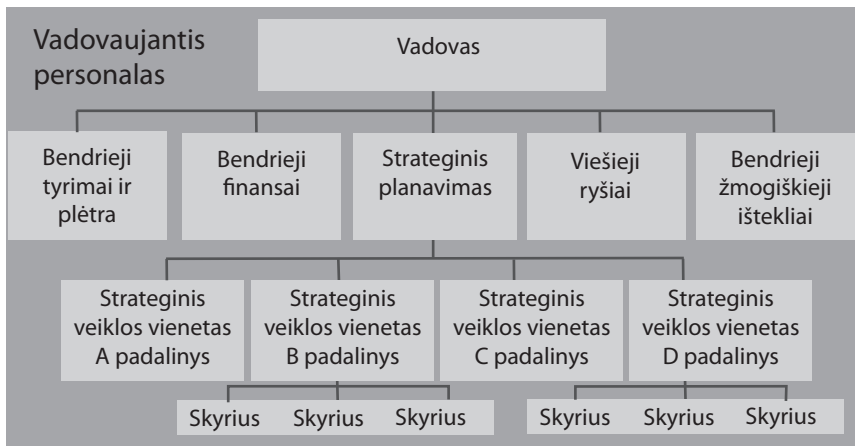 Vadovaujantis
personalas
Vadovas
Bendrieji
tyrimai ir
plėtra
Bendrieji
finansai
Strateginis
planavimas
Viešieji
ryšiai
Bendrieji
žmogiškieji
ištekliai
Strateginis
veiklos vienetas
A padalinys
Strateginis
veiklos vienetas
B padalinys
Strateginis
veiklos vienetas
C padalinys
Strateginis
veiklos vienetas
D padalinys
Skyrius
Skyrius
Skyrius
Skyrius
Skyrius
Skyrius